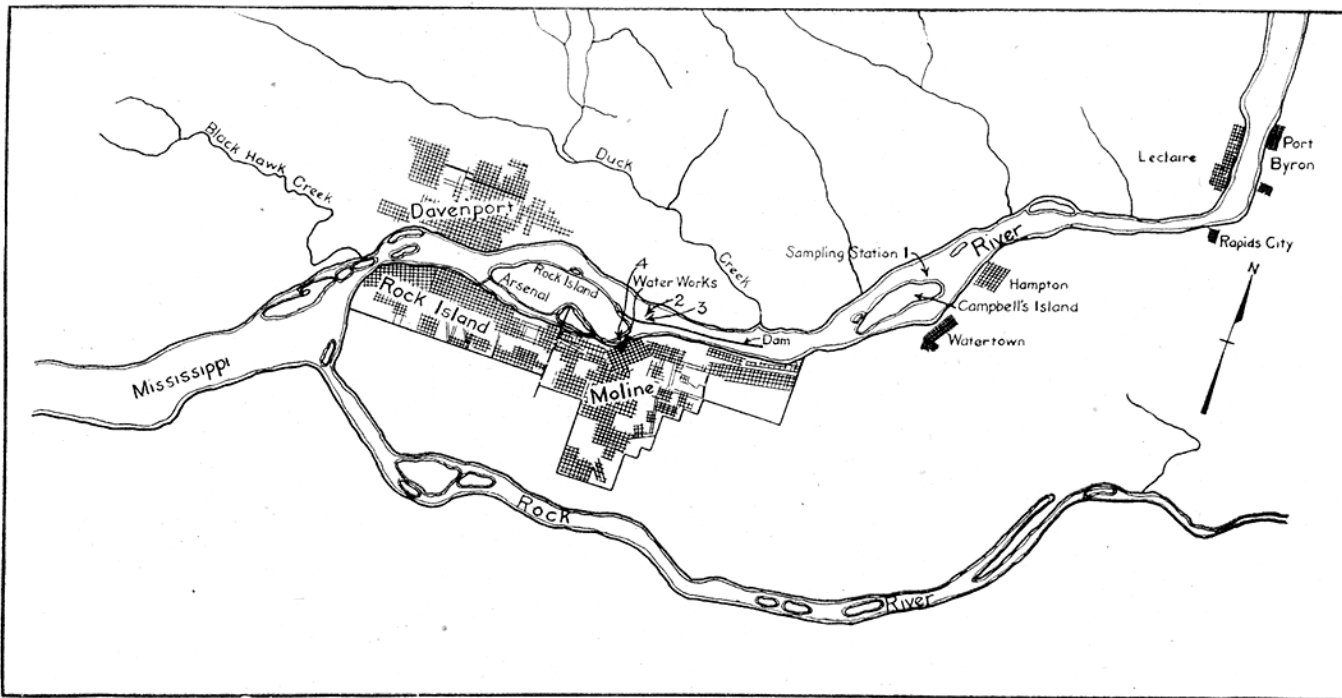 Black Hawk Creek
Duck
Creek
Davenport
Leclaire
Port
Byron
Rapids City
N
River
Sampling Station 1
Hampton
Campbell's Island
Watertown
4
Water Works
2
3
Dam
Rock Island
Arsenal
Rock Island
Moline
Mississippi
Rock
River